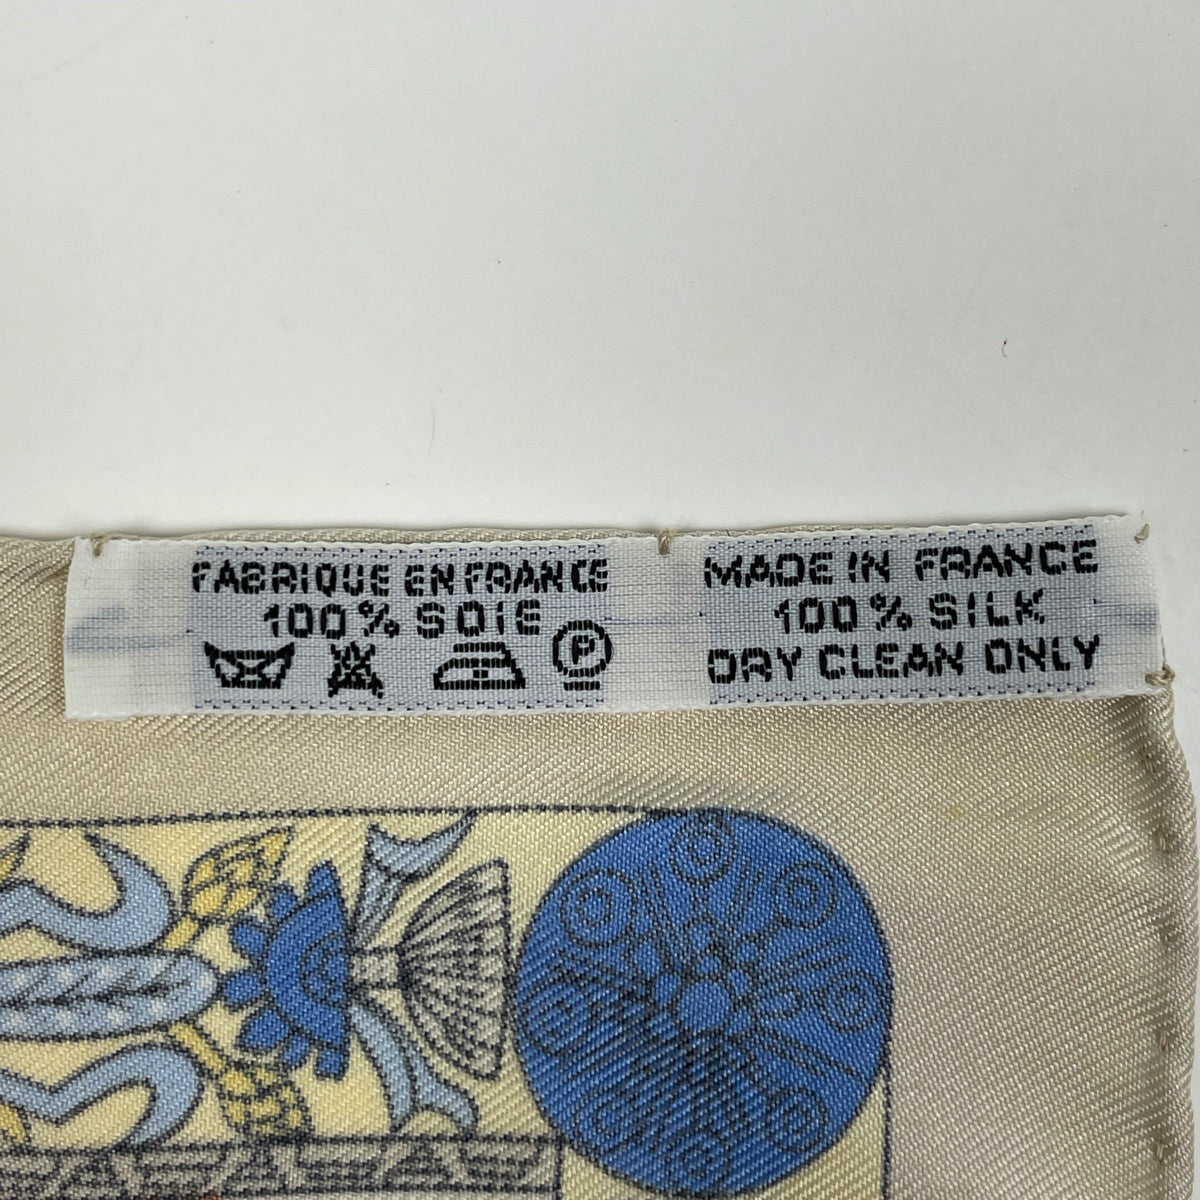 FABRIQUE EN FRANCE
100% SOIE
P
MADE IN FRANCE
100% SILK
DRY CLEAN ONLY